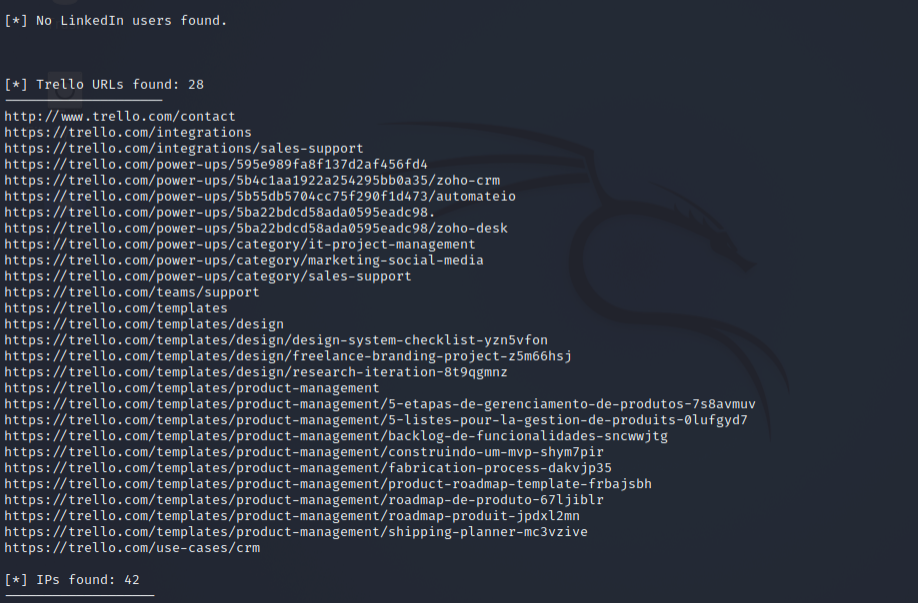 [*] No LinkedIn users found.
[*] Trello URLs found: 28
http://www.trello.com/contact
https://trello.com/integrations
https://trello.com/integrations/sales-support
https://trello.com/power-ups/595e989fa8f137d2af456fd4
https://trello.com/power-ups/5b4c1aa1922a254295bb0a35/zoho-crm
https://trello.com/power-ups/5b55db5704cc75f290f1d473/automateio
https://trello.com/power-ups/5ba22bdcd58ada0595eadc98.
https://trello.com/power-ups/5ba22bdcd58ada0595eadc98/zoho-desk
https://trello.com/power-ups/category/it-project-management
https://trello.com/power-ups/category/marketing-social-media
https://trello.com/power-ups/category/sales-support
https://trello.com/teams/support
https://trello.com/templates
https://trello.com/templates/design
https://trello.com/templates/design/design-system-checklist-yzn5vfon
https://trello.com/templates/design/freelance-branding-project-z5m66hsj
https://trello.com/templates/design/research-iteration-8t9qgmnz
https://trello.com/templates/product-management
https://trello.com/templates/product-management/5-etapas-de-gerenciamento-de-produtos-7s8avmuv
https://trello.com/templates/product-management/5-listes-pour-la-gestion-de-produits-0lufgyd7
https://trello.com/templates/product-management/backlog-de-funcionalidades-sncwwjtg
https://trello.com/templates/product-management/construindo-um-mvp-shym7pir
https://trello.com/templates/product-management/fabrication-process-dakvjp35
https://trello.com/templates/product-management/product-roadmap-template-frbajsbh
https://trello.com/templates/product-management/roadmap-de-produto-67ljiblr
https://trello.com/templates/product-management/roadmap-produit-jpdxl2mn
https://trello.com/templates/product-management/shipping-planner-mc3vzive
https://trello.com/use-cases/crm
[*] IPs found: 42